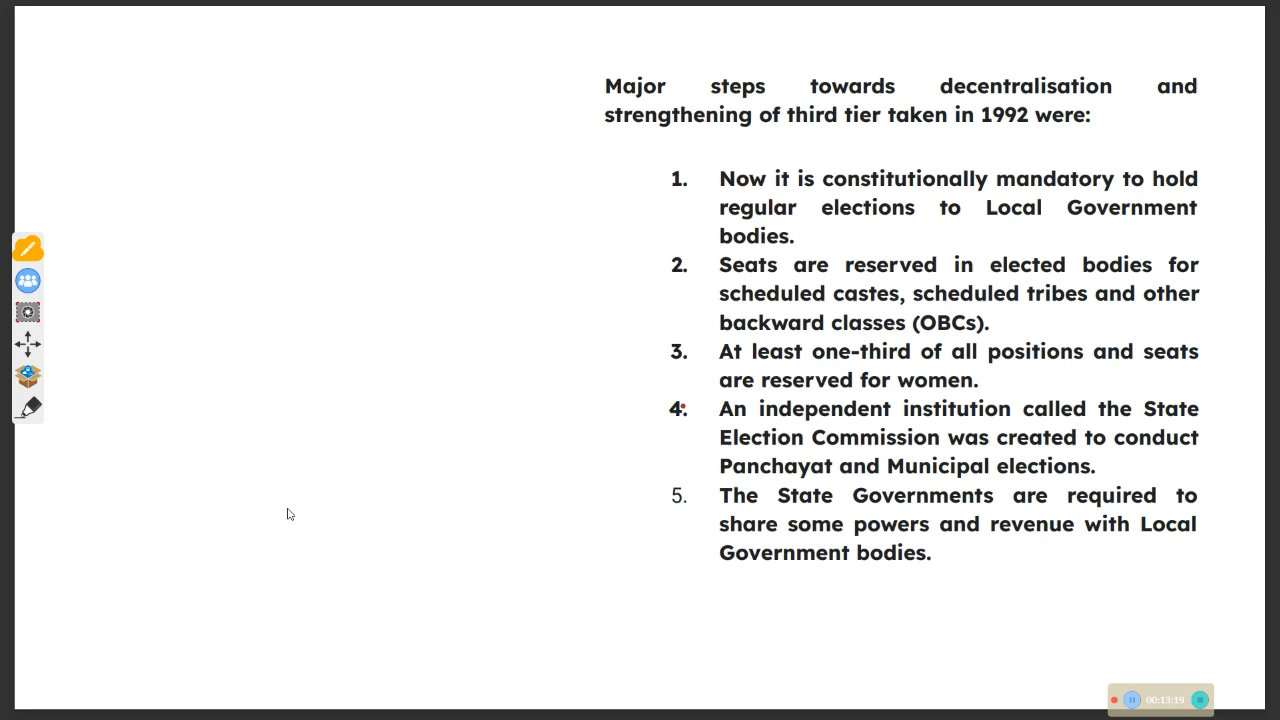 Major steps towards decentralisation and
strengthening of third tier taken in 1992 were:
1. Now it is constitutionally mandatory to hold
regular elections to Local Government
bodies.
2. Seats are reserved in elected bodies for
scheduled castes, scheduled tribes and other
backward classes (OBCs).
3. At least one-third of all positions and seats
are reserved for women.
4. An independent institution called the State
Election Commission was created to conduct
Panchayat and Municipal elections.
5. The State Governments are required to
share some powers and revenue with Local
Government bodies.
00:13:19